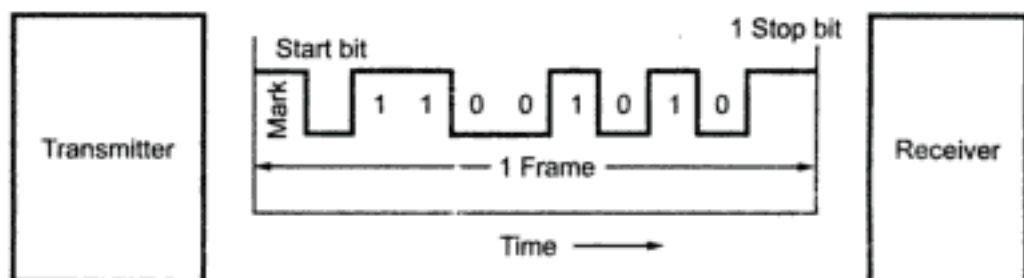 1 Stop bit
Start bit
Mark
1 1 0 0 1 0 1 0
Transmitter
1 Frame
Receiver
Time